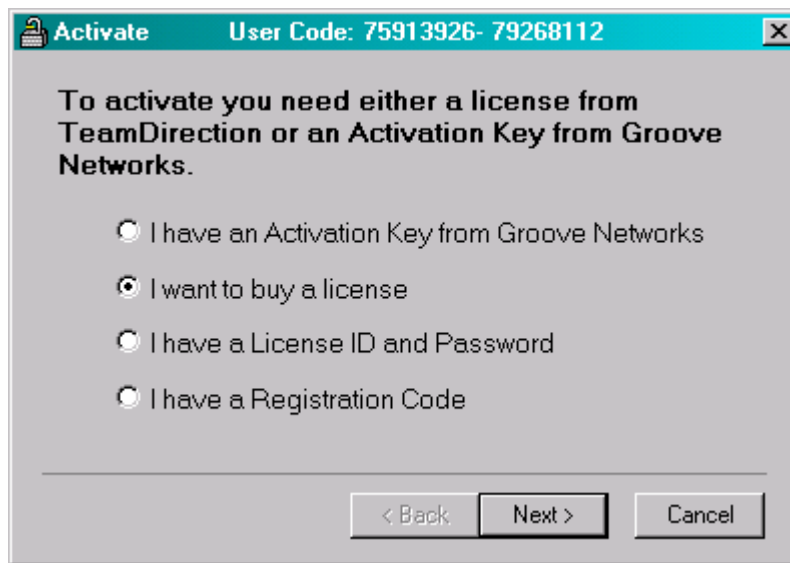 Activate User Code: 75913926- 79268112
To activate you need either a license from
TeamDirection or an Activation Key from Groove
Networks.
I have an Activation Key from Groove Networks
I want to buy a license
I have a License ID and Password
I have a Registration Code
< Back Next > Cancel